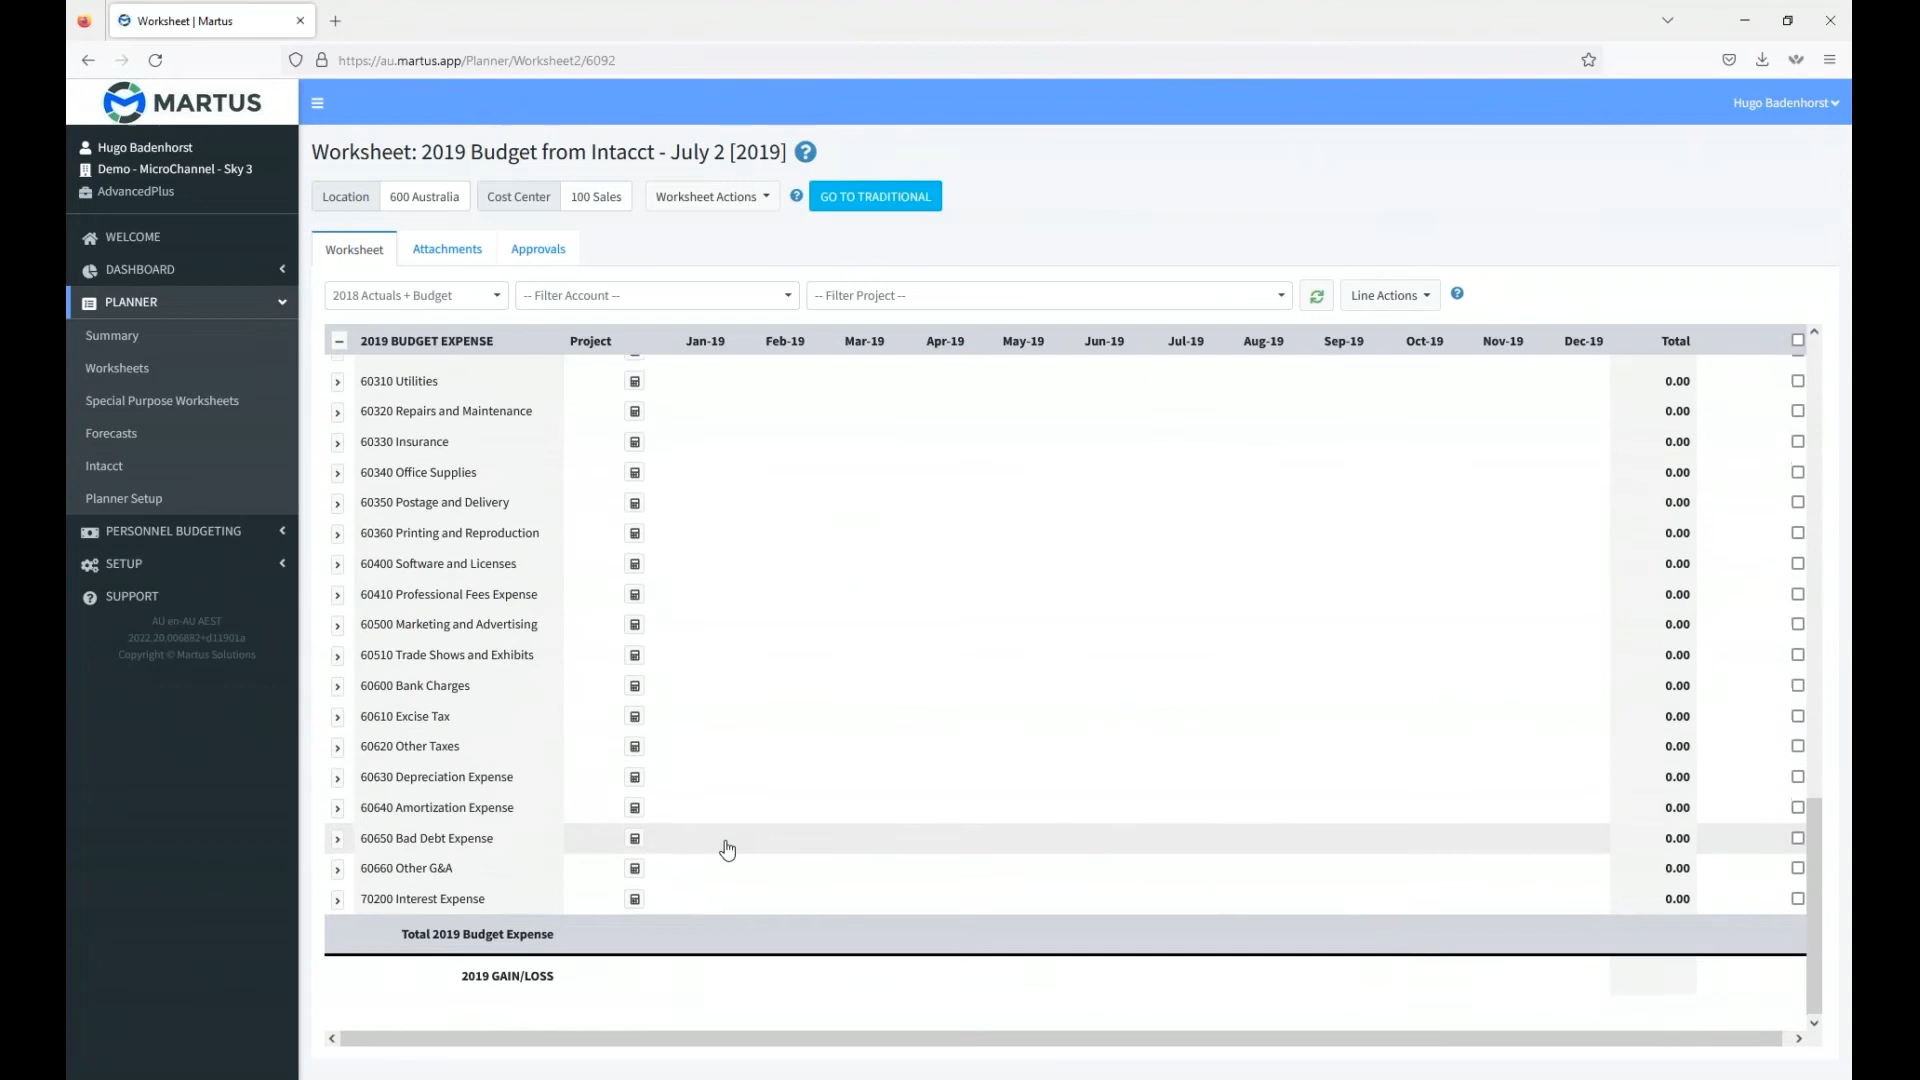 Worksheet | Martus
https://au.martus.app/Planner/Worksheet2/6092
MARTUS
Hugo Badenhorst
Hugo Badenhorst
Demo - MicroChannel - Sky 3
AdvancedPlus
WELCOME
DASHBOARD
PLANNER
Summary
Worksheets
Special Purpose Worksheets
Forecasts
Intacct
Planner Setup
PERSONNEL BUDGETING
SETUP
SUPPORT
AU en-AU AEST
2022.20.006882+d11901a
Copyright © Martus Solutions
Worksheet: 2019 Budget from Intacct - July 2 [2019]
Location 600 Australia Cost Center 100 Sales Worksheet Actions GO TO TRADITIONAL
Worksheet Attachments Approvals
2018 Actuals + Budget -- Filter Account -- -- Filter Project -- Line Actions
2019 BUDGET EXPENSE Project Jan-19 Feb-19 Mar-19 Apr-19 May-19 Jun-19 Jul-19 Aug-19 Sep-19 Oct-19 Nov-19 Dec-19 Total
60310 Utilities 0.00
60320 Repairs and Maintenance 0.00
60330 Insurance 0.00
60340 Office Supplies 0.00
60350 Postage and Delivery 0.00
60360 Printing and Reproduction 0.00
60400 Software and Licenses 0.00
60410 Professional Fees Expense 0.00
60500 Marketing and Advertising 0.00
60510 Trade Shows and Exhibits 0.00
60600 Bank Charges 0.00
60610 Excise Tax 0.00
60620 Other Taxes 0.00
60630 Depreciation Expense 0.00
60640 Amortization Expense 0.00
60650 Bad Debt Expense 0.00
60660 Other G&A 0.00
70200 Interest Expense 0.00
Total 2019 Budget Expense
2019 GAIN/LOSS